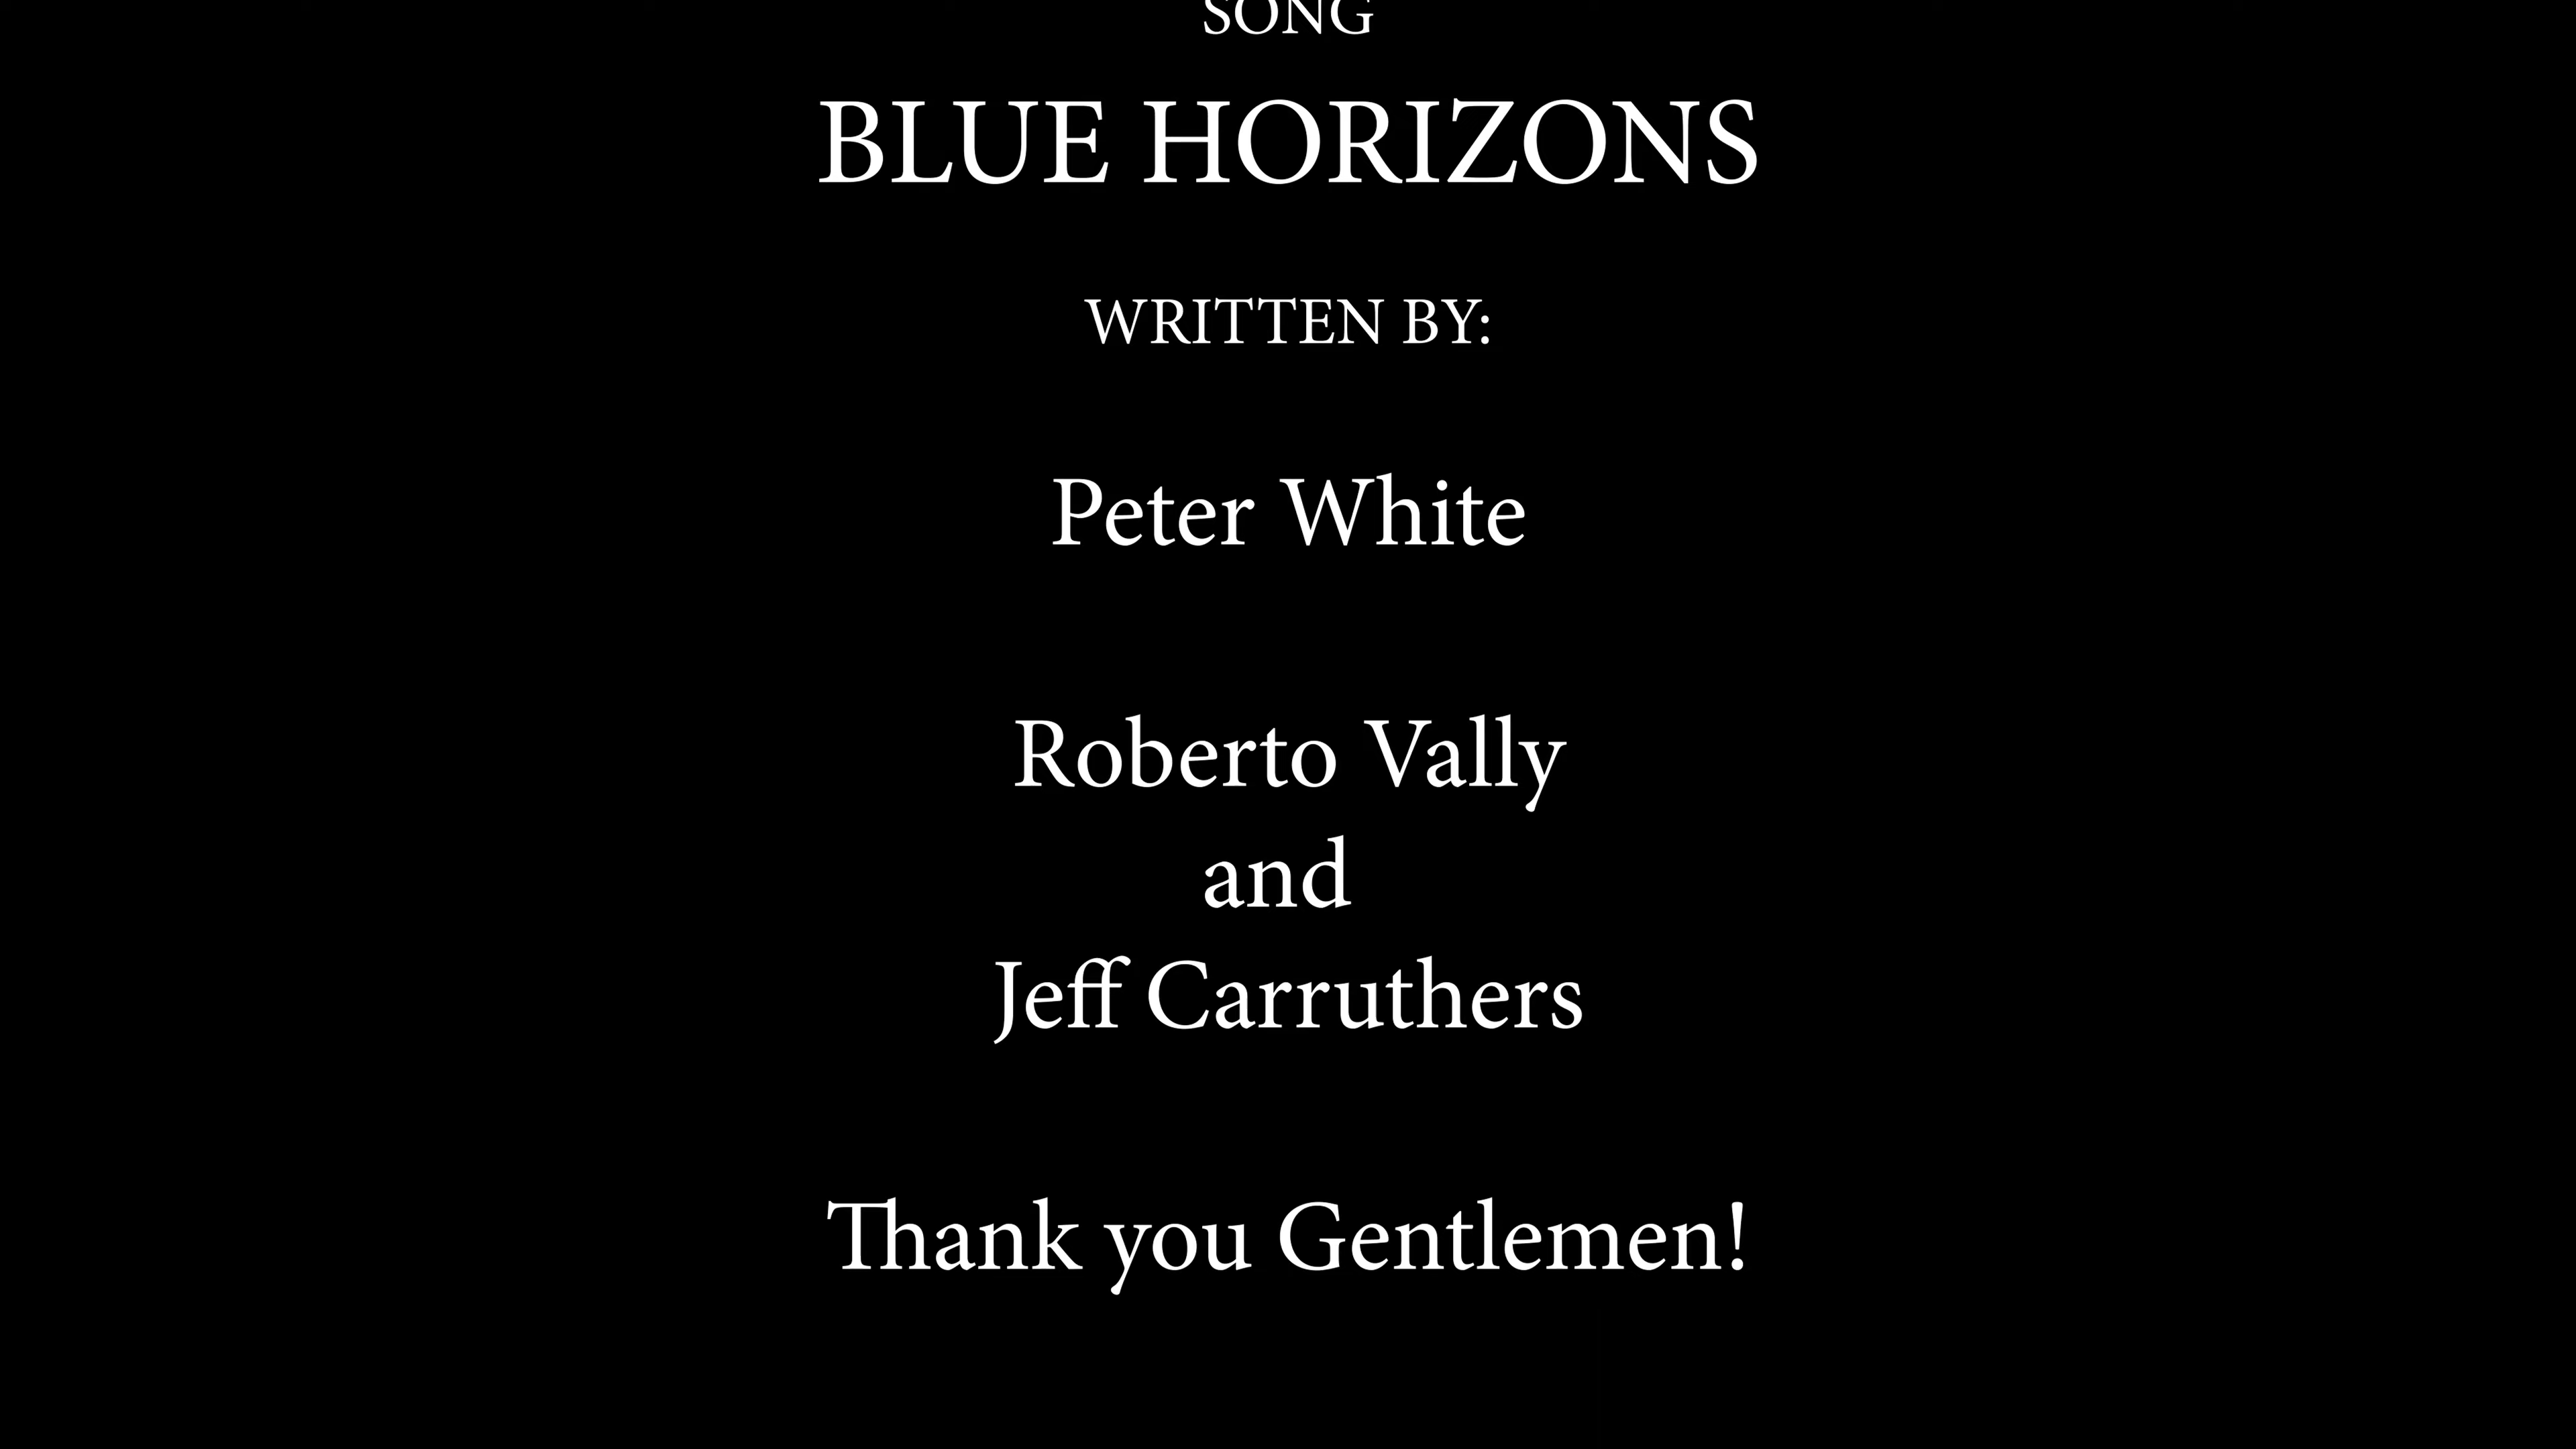 SONG
BLUE HORIZONS
WRITTEN BY:
Peter White
Roberto Vally
and
Jeff Carruthers
Thank you Gentlemen!